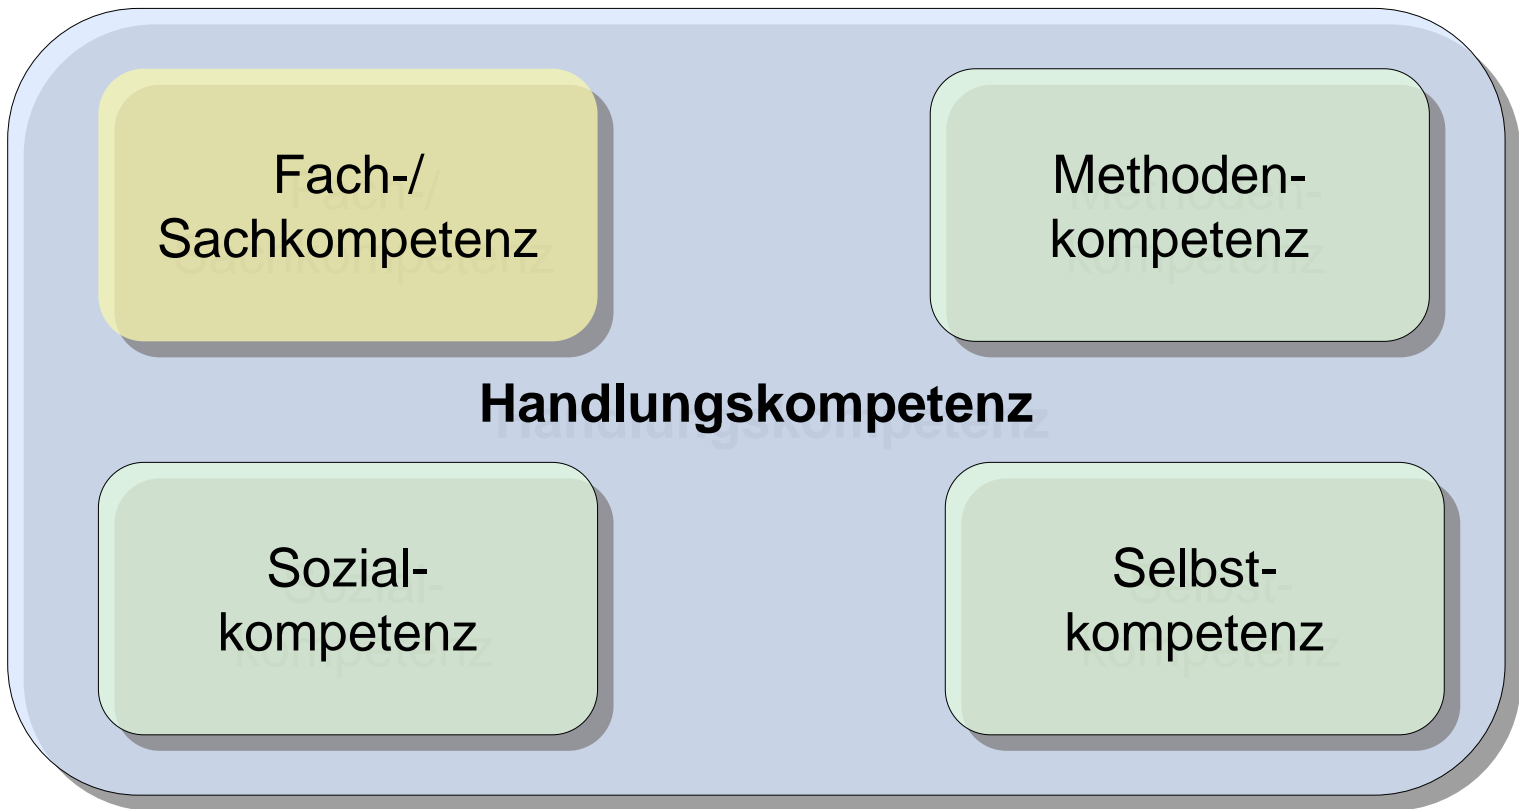 Fach-/
Sachkompetenz
Methoden-
kompetenz
Handlungskompetenz
Sozial-
kompetenz
Selbst-
kompetenz